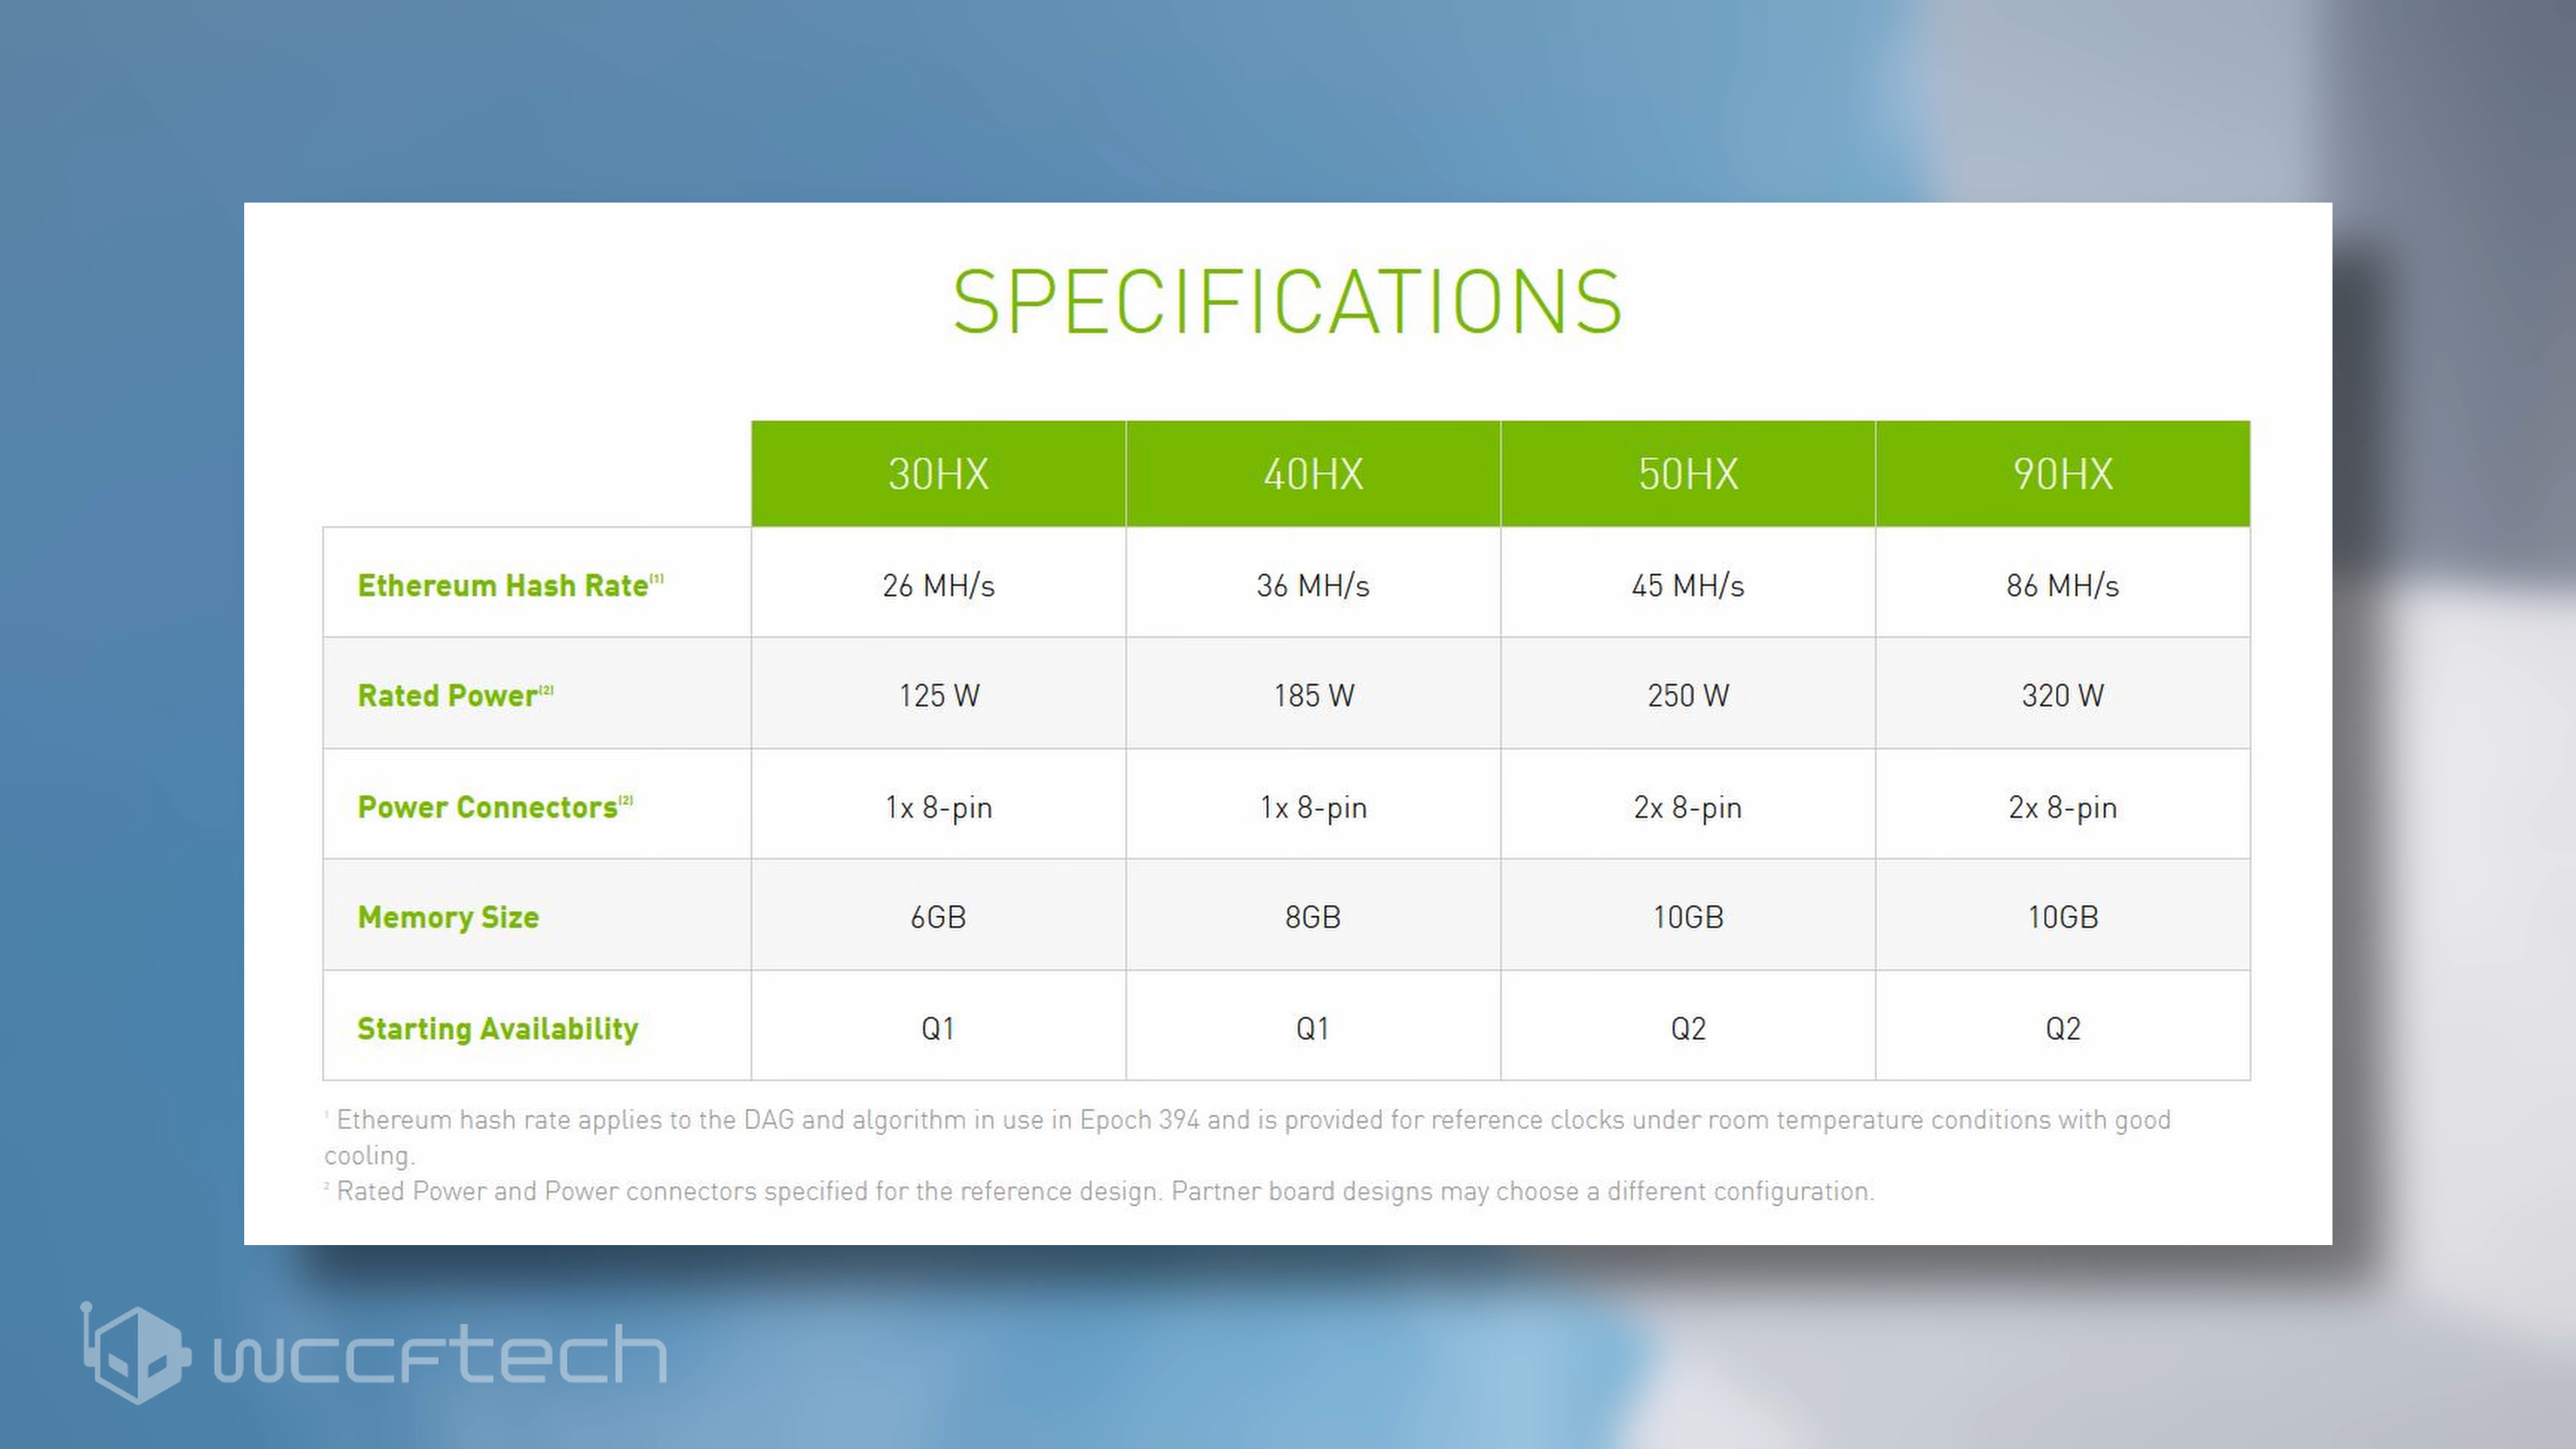 SPECIFICATIONS
30HX 40HX 50HX 90HX
Ethereum Hash Rate(1) 26 MH/s 36 MH/s 45 MH/s 86 MH/s
Rated Power(2) 125 W 185 W 250 W 320 W
Power Connectors(2) 1x 8-pin 1x 8-pin 2x 8-pin 2x 8-pin
Memory Size 6GB 8GB 10GB 10GB
Starting Availability Q1 Q1 Q2 Q2
1 Ethereum hash rate applies to the DAG and algorithm in use in Epoch 394 and is provided for reference clocks under room temperature conditions with good
cooling.
2 Rated Power and Power connectors specified for the reference design. Partner board designs may choose a different configuration.
wccftech